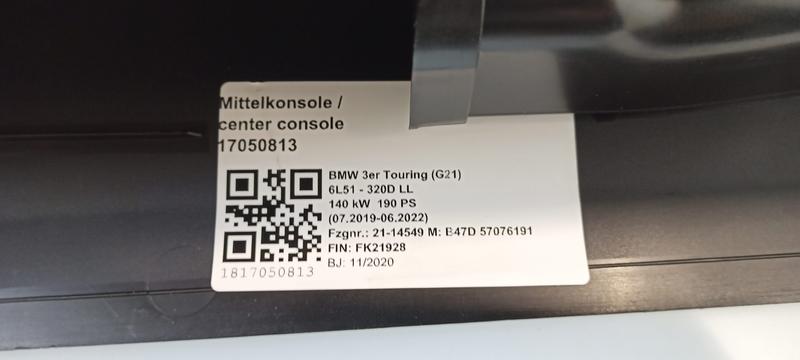 Mittelkonsole /
center console
17050813
BMW 3er Touring (G21)
6L51 - 320D LL
140 kW 190 PS
(07.2019-06.2022)
Fzgnr.: 21-14549 M: B47D 57076191
FIN: FK21928
BJ: 11/2020
1817050813